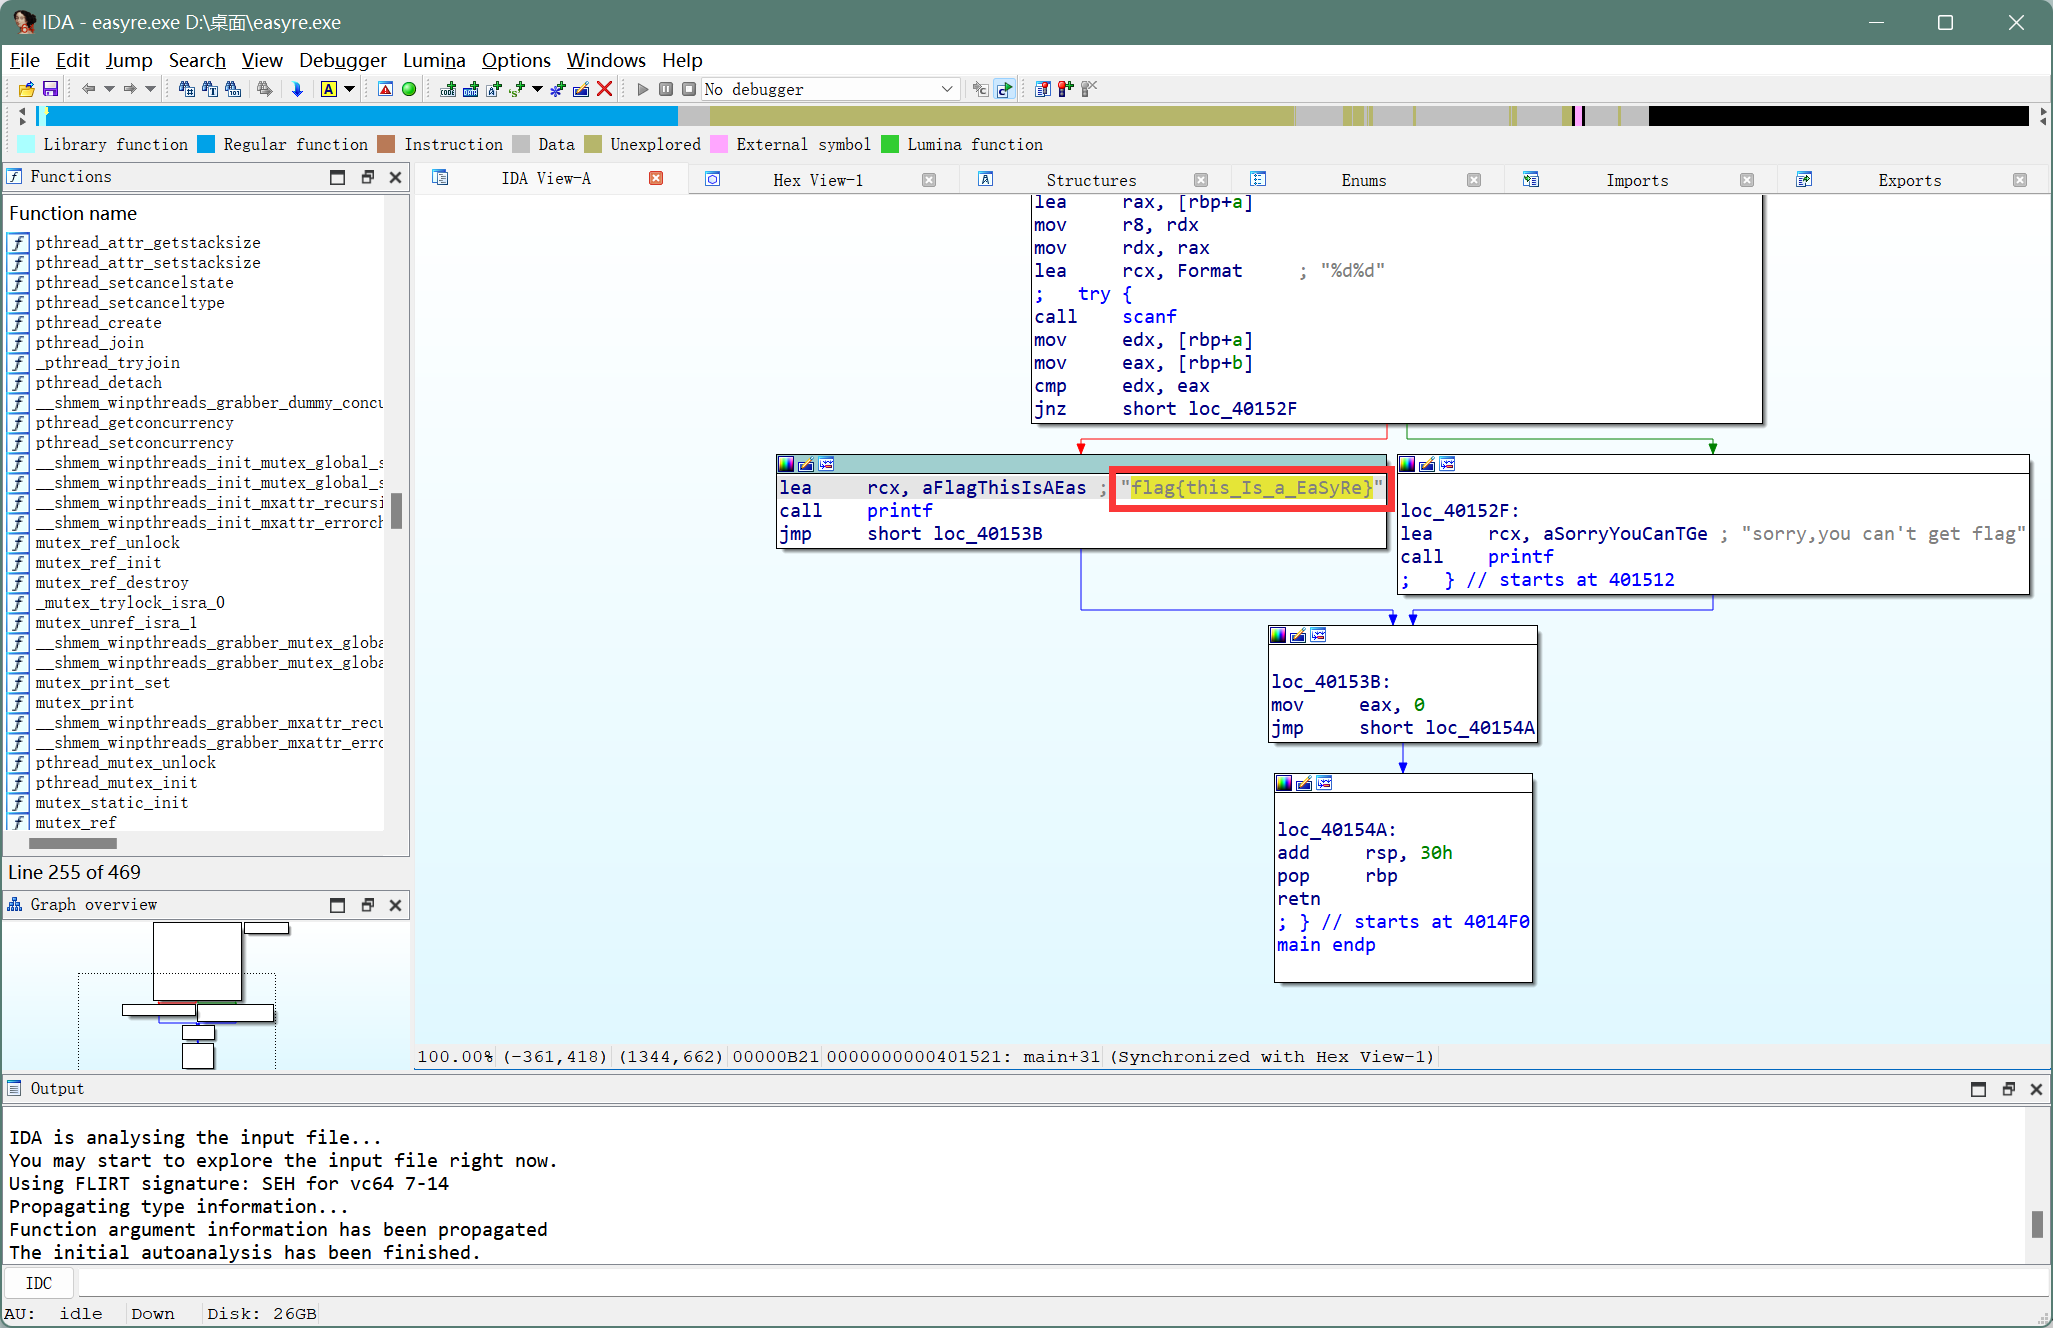 IDA - easyre.exe D:\桌面\easyre.exe
File Edit Jump Search View Debugger Lumina Options Windows Help
No debugger
Library function Regular function Instruction Data Unexplored External symbol Lumina function
Functions
IDA View-A Hex View-1 Structures Enums Imports Exports
Function name
pthread_attr_getstacksize
pthread_attr_setstacksize
pthread_setcancelstate
pthread_setcanceltype
pthread_create
pthread_join
_pthread_tryjoin
pthread_detach
__shmem_winpthreads_grabber_dummy_concu
pthread_getconcurrency
pthread_setconcurrency
__shmem_winpthreads_init_mutex_global_s
__shmem_winpthreads_init_mutex_global_s
__shmem_winpthreads_init_mxattr_recursi
__shmem_winpthreads_init_mxattr_errorch
mutex_ref_unlock
mutex_ref_init
mutex_ref_destroy
_mutex_trylock_isra_0
mutex_unref_isra_1
__shmem_winpthreads_grabber_mutex_globa
__shmem_winpthreads_grabber_mutex_globa
mutex_print_set
mutex_print
__shmem_winpthreads_grabber_mxattr_recu
__shmem_winpthreads_grabber_mxattr_erro
pthread_mutex_unlock
pthread_mutex_init
mutex_static_init
mutex_ref
Line 255 of 469
Graph overview
lea rax, [rbp+a]
mov r8, rdx
mov rdx, rax
lea rcx, Format ; "%d%d"
; try {
call scanf
mov edx, [rbp+a]
mov eax, [rbp+b]
cmp edx, eax
jnz short loc_40152F
lea rcx, aFlagThisIsAEas ; "flag{this_Is_a_EaSyRe}"
call printf
jmp short loc_40153B
loc_40152F:
lea rcx, aSorryYouCanTGe ; "sorry,you can't get flag"
call printf
; } // starts at 401512
loc_40153B:
mov eax, 0
jmp short loc_40154A
loc_40154A:
add rsp, 30h
pop rbp
retn
; } // starts at 4014F0
main endp
100.00% (-361,418) (1344,662) 00000B21 0000000000401521: main+31 (Synchronized with Hex View-1)
Output
IDA is analysing the input file...
You may start to explore the input file right now.
Using FLIRT signature: SEH for vc64 7-14
Propagating type information...
Function argument information has been propagated
The initial autoanalysis has been finished.
IDC
AU: idle Down Disk: 26GB